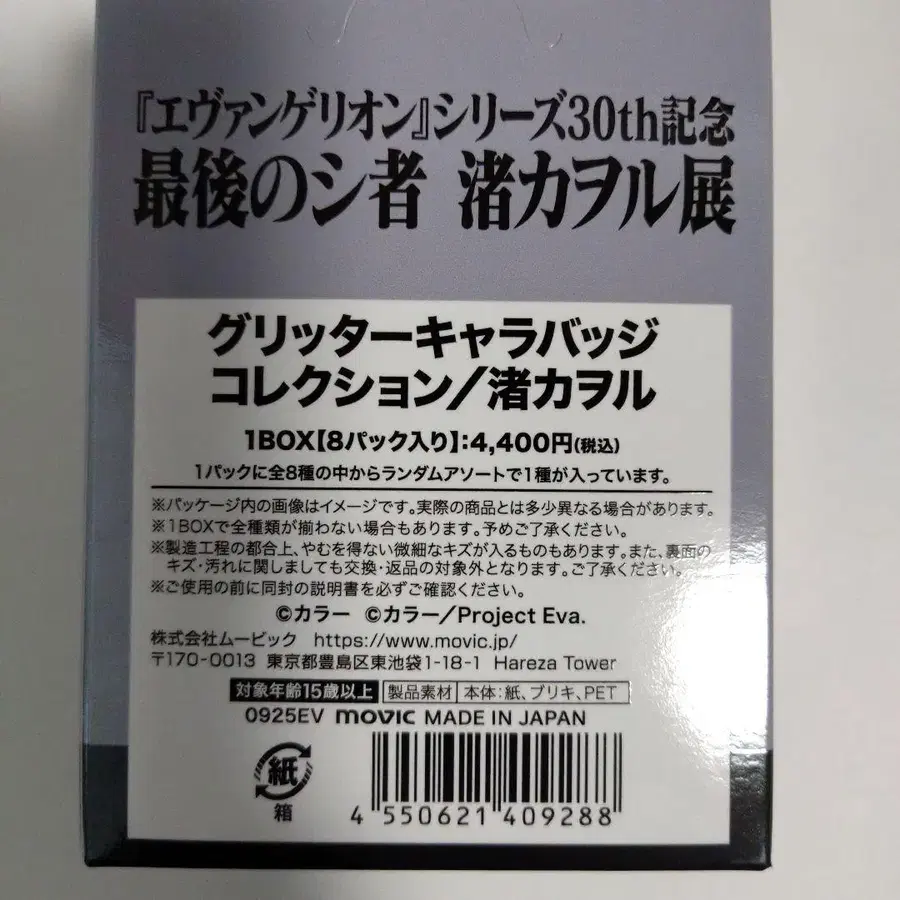 『エヴァンゲリオン』シリーズ30th記念
最後のシ者 渚カヲル展
グリッターキャラバッジ
コレクション/渚カヲル
1BOX【8パック入り】:4,400円(税込)
1パックに全8種の中からランダムアソートで1種が入っています。
※パッケージ内の画像はイメージです。実際の商品とは多少異なる場合があります。
※1BOXで全種類が揃わない場合もあります。予めご了承ください。
※製造工程の都合上、やむを得ない微細なキズが入るものもあります。また、裏面の
キズ・汚れに関しましても交換・返品の対象外となります。ご了承ください。
※ご使用の前に同封の説明書を必ずご確認ください。
©カラー ©カラー/Project Eva.
株式会社ムービック https://www.movic.jp/
〒170-0013 東京都豊島区東池袋1-18-1 Hareza Tower
対象年齢15歳以上 製品素材 本体:紙、ブリキ、PET
0925EV movic MADE IN JAPAN
紙
箱
4 550621 409288